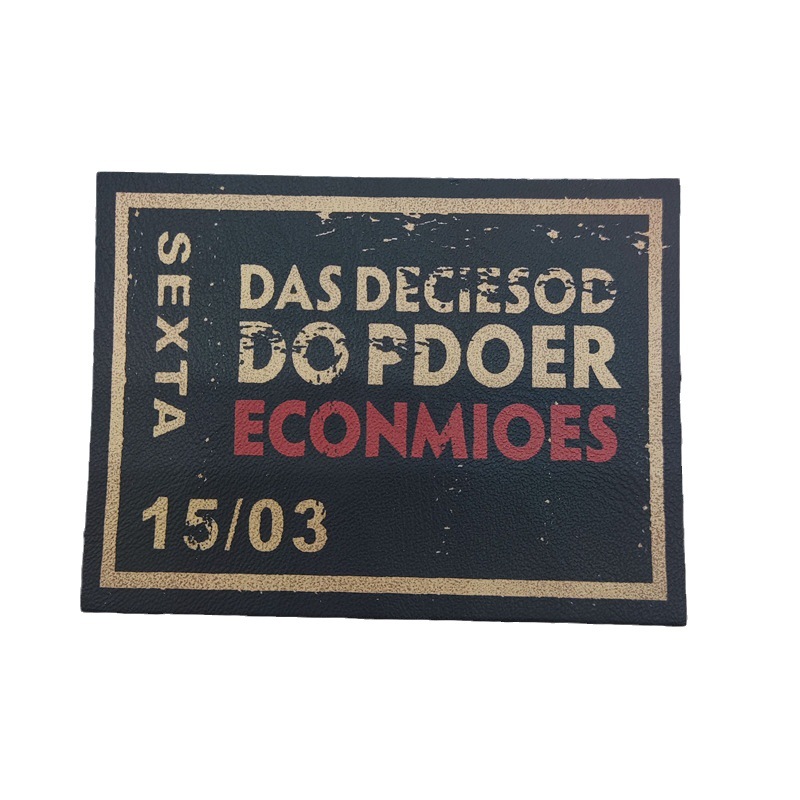 SEXTA
DAS DECIESOD
DO PDOER
ECONMIOES
15/03